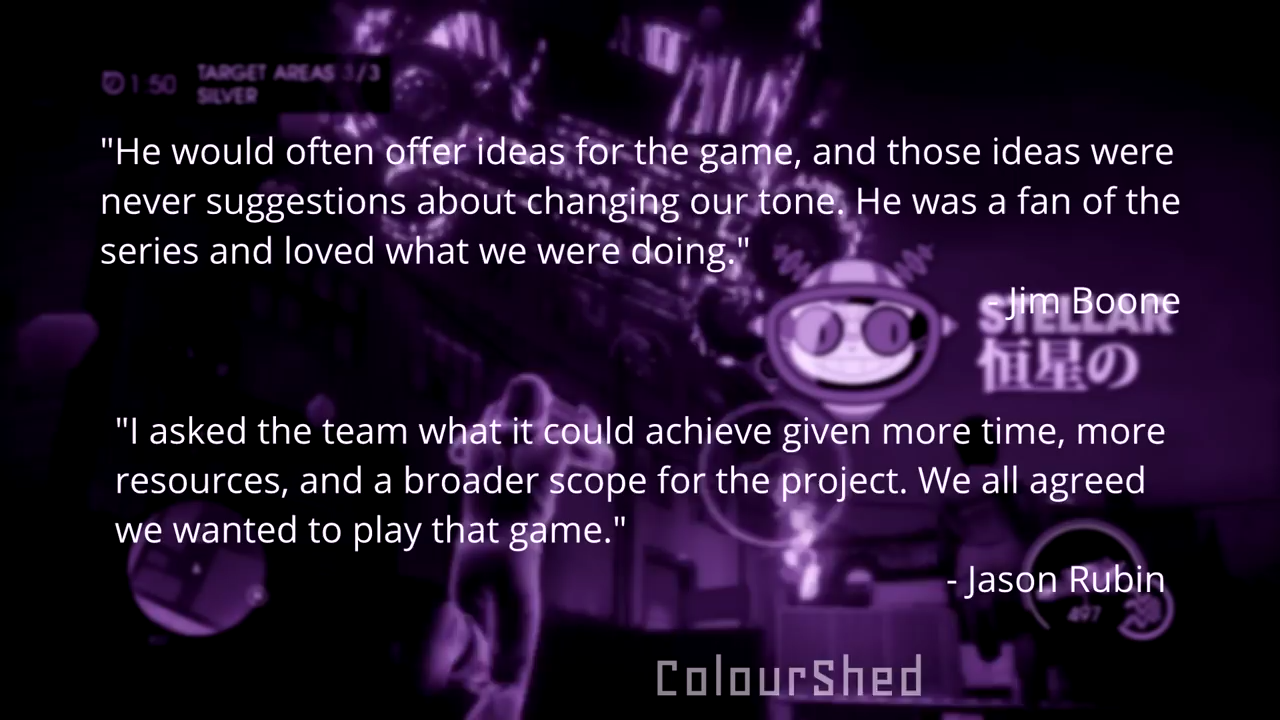 1:50
TARGET AREAS 3/3
SILVER
"He would often offer ideas for the game, and those ideas were
never suggestions about changing our tone. He was a fan of the
series and loved what we were doing."
- Jim Boone
STELLAR
恒星の
"I asked the team what it could achieve given more time, more
resources, and a broader scope for the project. We all agreed
we wanted to play that game."
- Jason Rubin
497
ColourShed